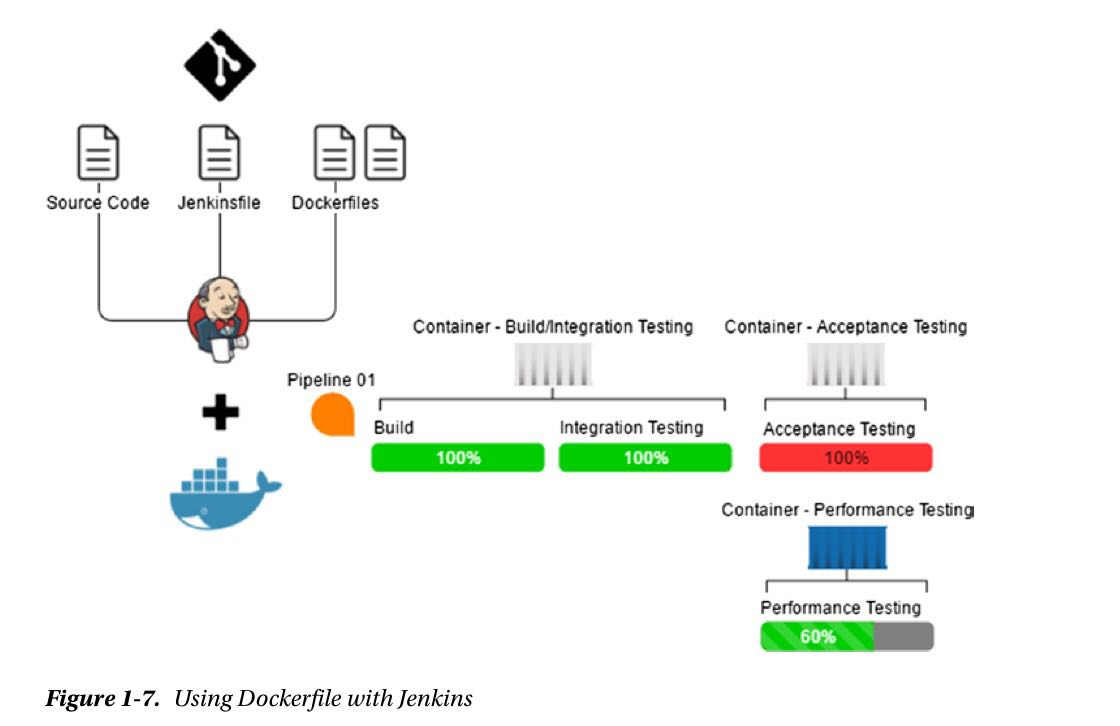 Source Code
Jenkinsfile
Dockerfiles
Container - Build/Integration Testing
Container - Acceptance Testing
Pipeline 01
Build
Integration Testing
Acceptance Testing
100%
100%
100%
Container - Performance Testing
Performance Testing
60%
Figure 1-7. Using Dockerfile with Jenkins